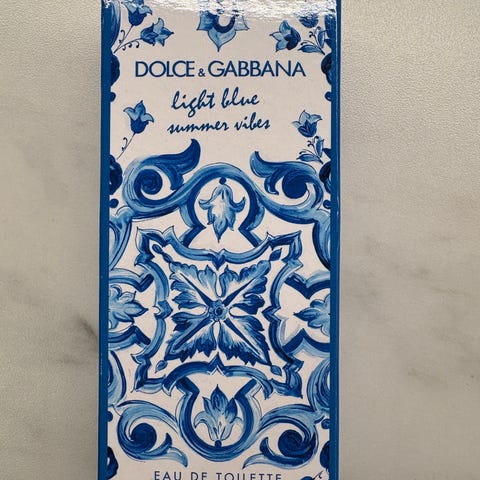 DOLCE & GABBANA
light blue
summer vibes
EAU DE TOILETTE